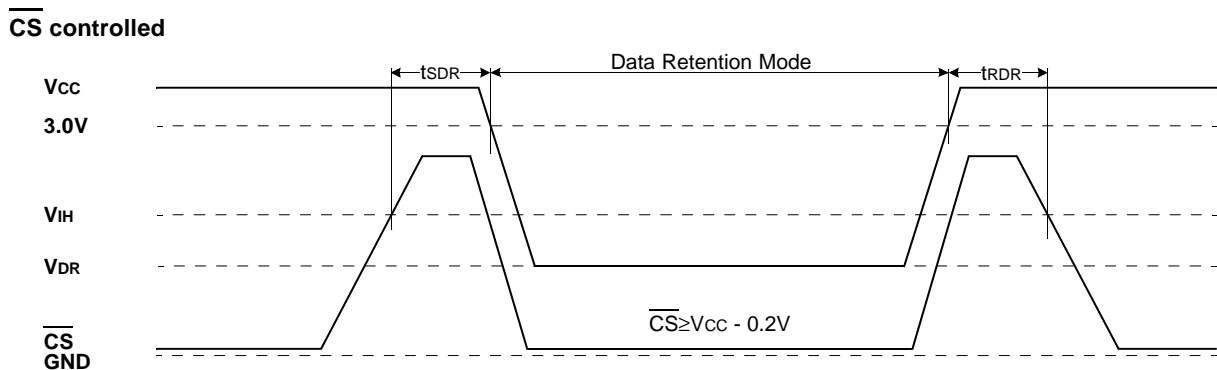 CS controlled
tSDR Data Retention Mode tRDR
VCC
3.0V
VIH
VDR
CS≥VCC - 0.2V
CS
GND